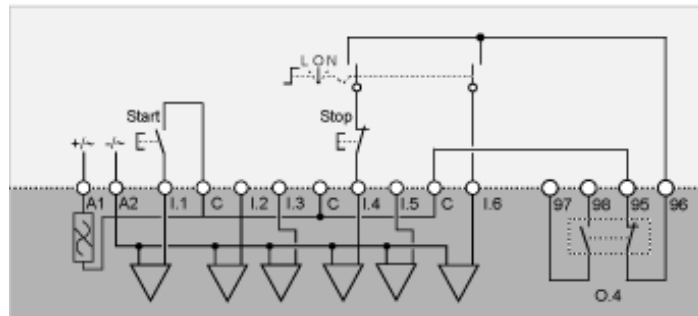 L O N
Start
Stop
+/~ -/~
A1 A2 I.1 C I.2 I.3 C I.4 I.5 C I.6 97 98 95 96
O.4